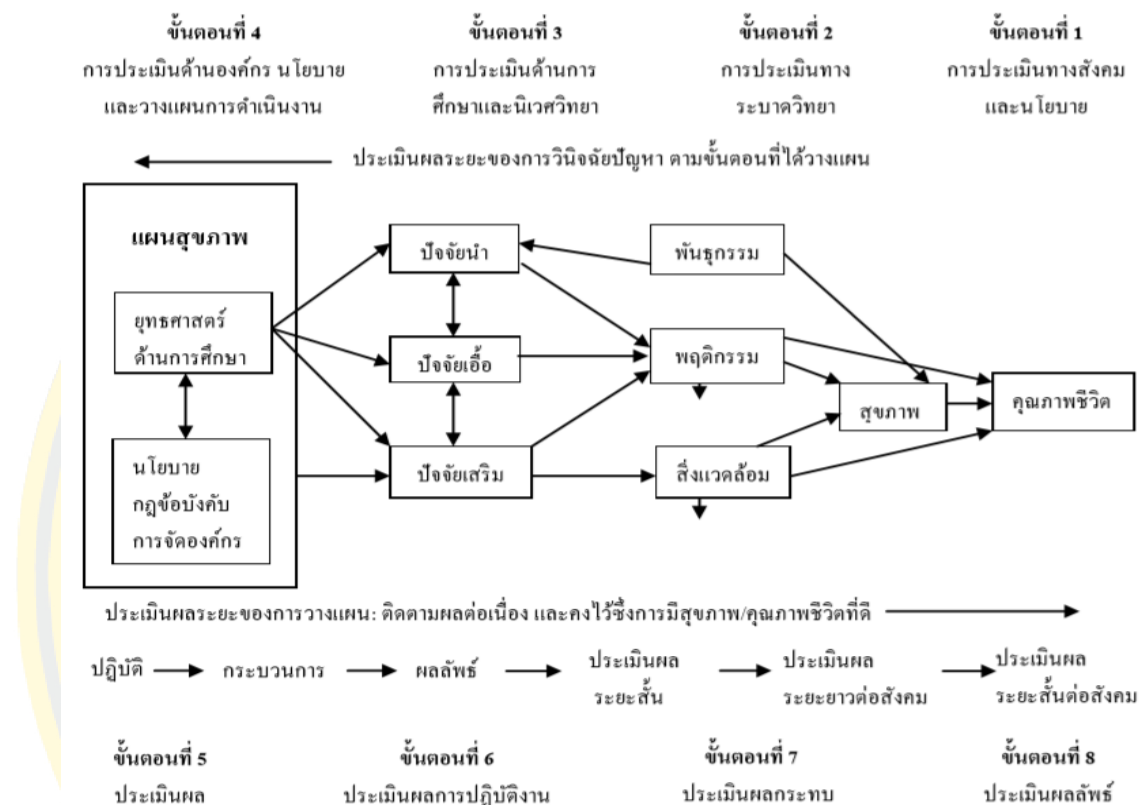 ขั้นตอนที่ 4
การประเมินด้านองค์กร นโยบาย
และวางแผนการดำเนินงาน
ขั้นตอนที่ 3
การประเมินด้านการ
ศึกษาและนิเวศวิทยา
ขั้นตอนที่ 2
การประเมินทาง
ระบาดวิทยา
ขั้นตอนที่ 1
การประเมินทางสังคม
และนโยบาย
ประเมินผลระยะของการวินิจฉัยปัญหา ตามขั้นตอนที่ได้วางแผน
แผนสุขภาพ
ยุทธศาสตร์
ด้านการศึกษา
นโยบาย
กฎข้อบังคับ
การจัดองค์กร
ปัจจัยนำ
ปัจจัยเอื้อ
ปัจจัยเสริม
พันธุกรรม
พฤติกรรม
สิ่งแวดล้อม
สุขภาพ
คุณภาพชีวิต
ประเมินผลระยะของการวางแผน: ติดตามผลต่อเนื่อง และคงไว้ซึ่งการมีสุขภาพ/คุณภาพชีวิตที่ดี
ปฎิบัติ
กระบวนการ
ผลลัพธ์
ประเมินผล
ระยะสั้น
ประเมินผล
ระยะยาวต่อสังคม
ประเมินผล
ระยะสั้นต่อสังคม
ขั้นตอนที่ 5
ประเมินผล
ขั้นตอนที่ 6
ประเมินผลการปฎิบัติงาน
ขั้นตอนที่ 7
ประเมินผลกระทบ
ขั้นตอนที่ 8
ประเมินผลลัพธ์